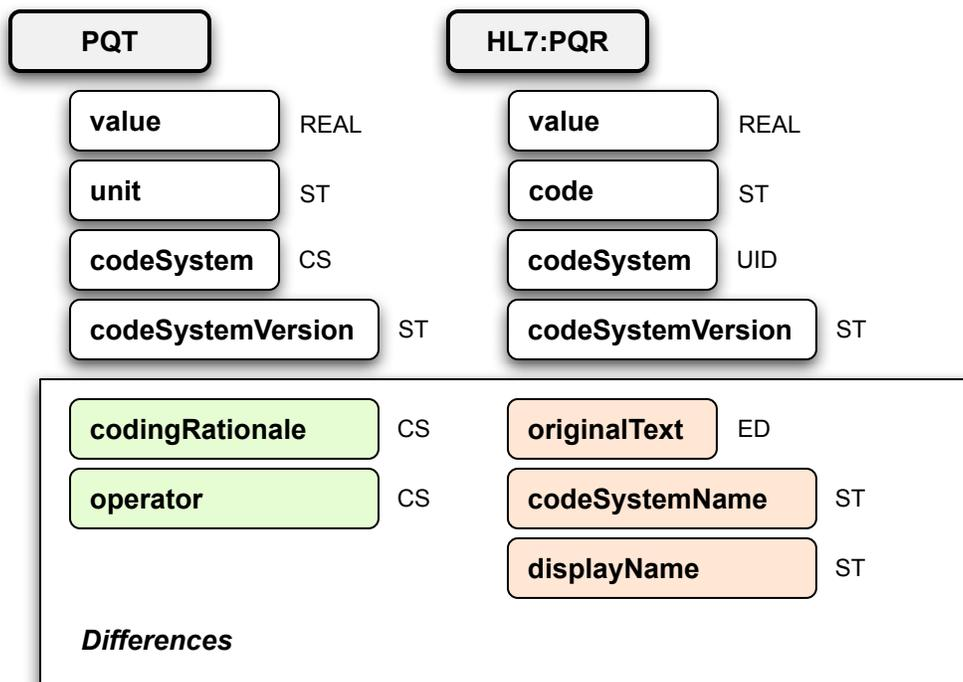 PQT HL7:PQR
value REAL value REAL
unit ST code ST
codeSystem CS codeSystem UID
codeSystemVersion ST codeSystemVersion ST
codingRationale CS originalText ED
operator CS codeSystemName ST
displayName ST
Differences